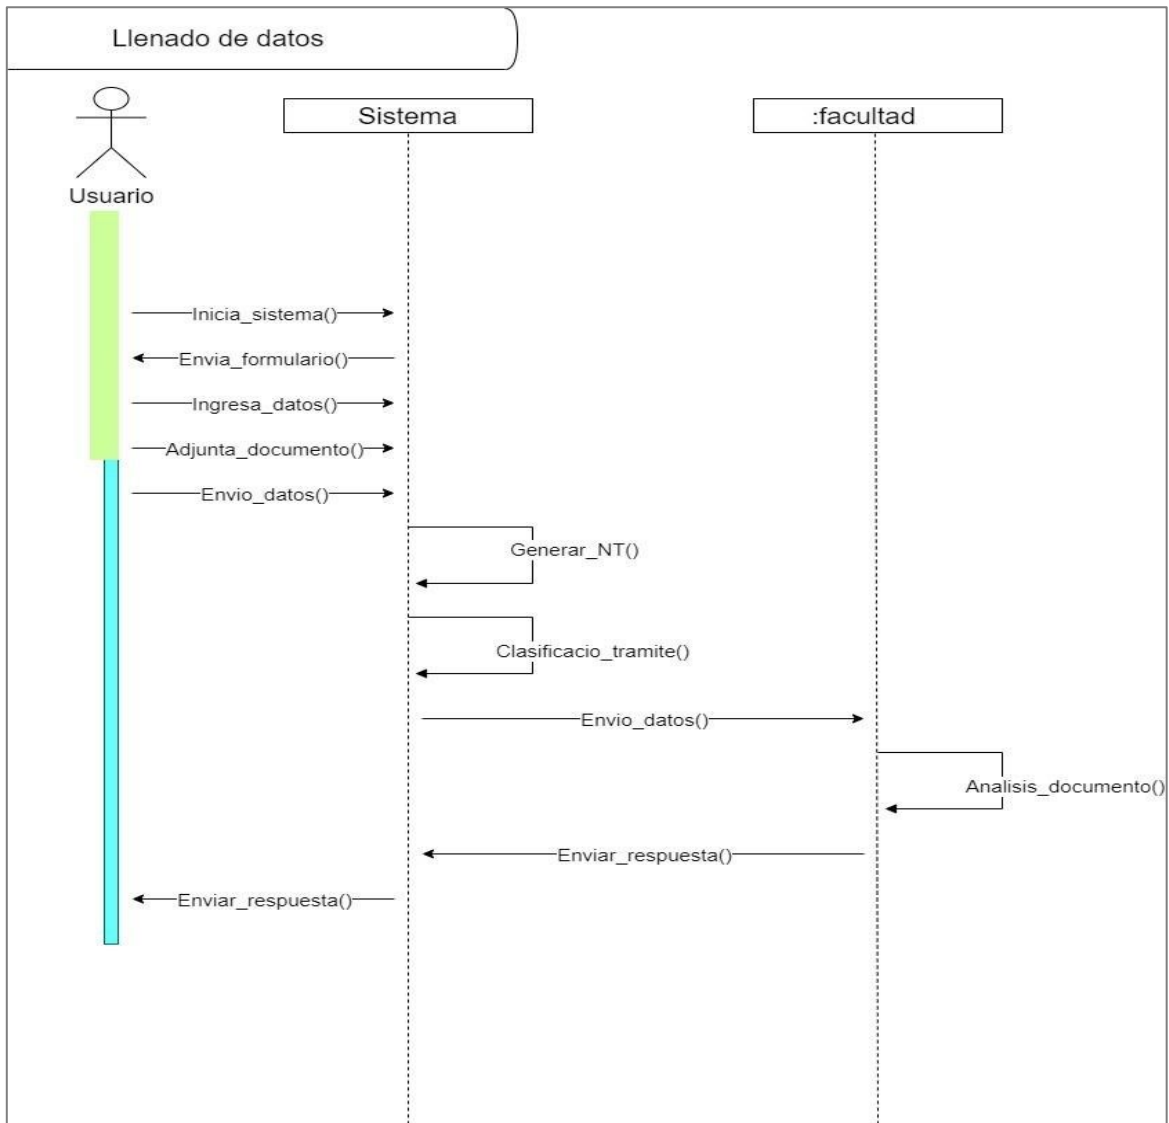 Llenado de datos
Sistema
:facultad
Usuario
Inicia_sistema()
Envia_formulario()
Ingresa_datos()
Adjunta_documento()
Envio_datos()
Generar_NT()
Clasificacio_tramite()
Envio_datos()
Analisis_documento()
Enviar_respuesta()
Enviar_respuesta()